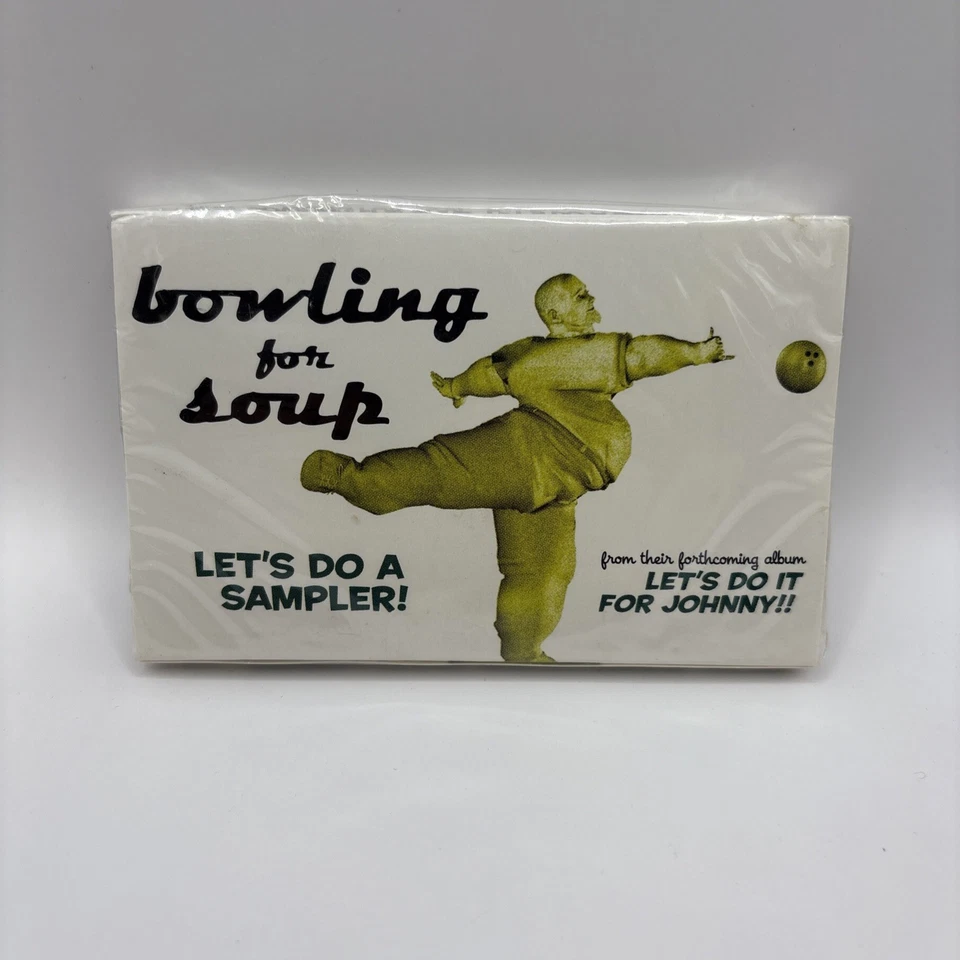 bowling
for
soup
LET'S DO A
SAMPLER!
from their forthcoming album
LET'S DO IT
FOR JOHNNY!!